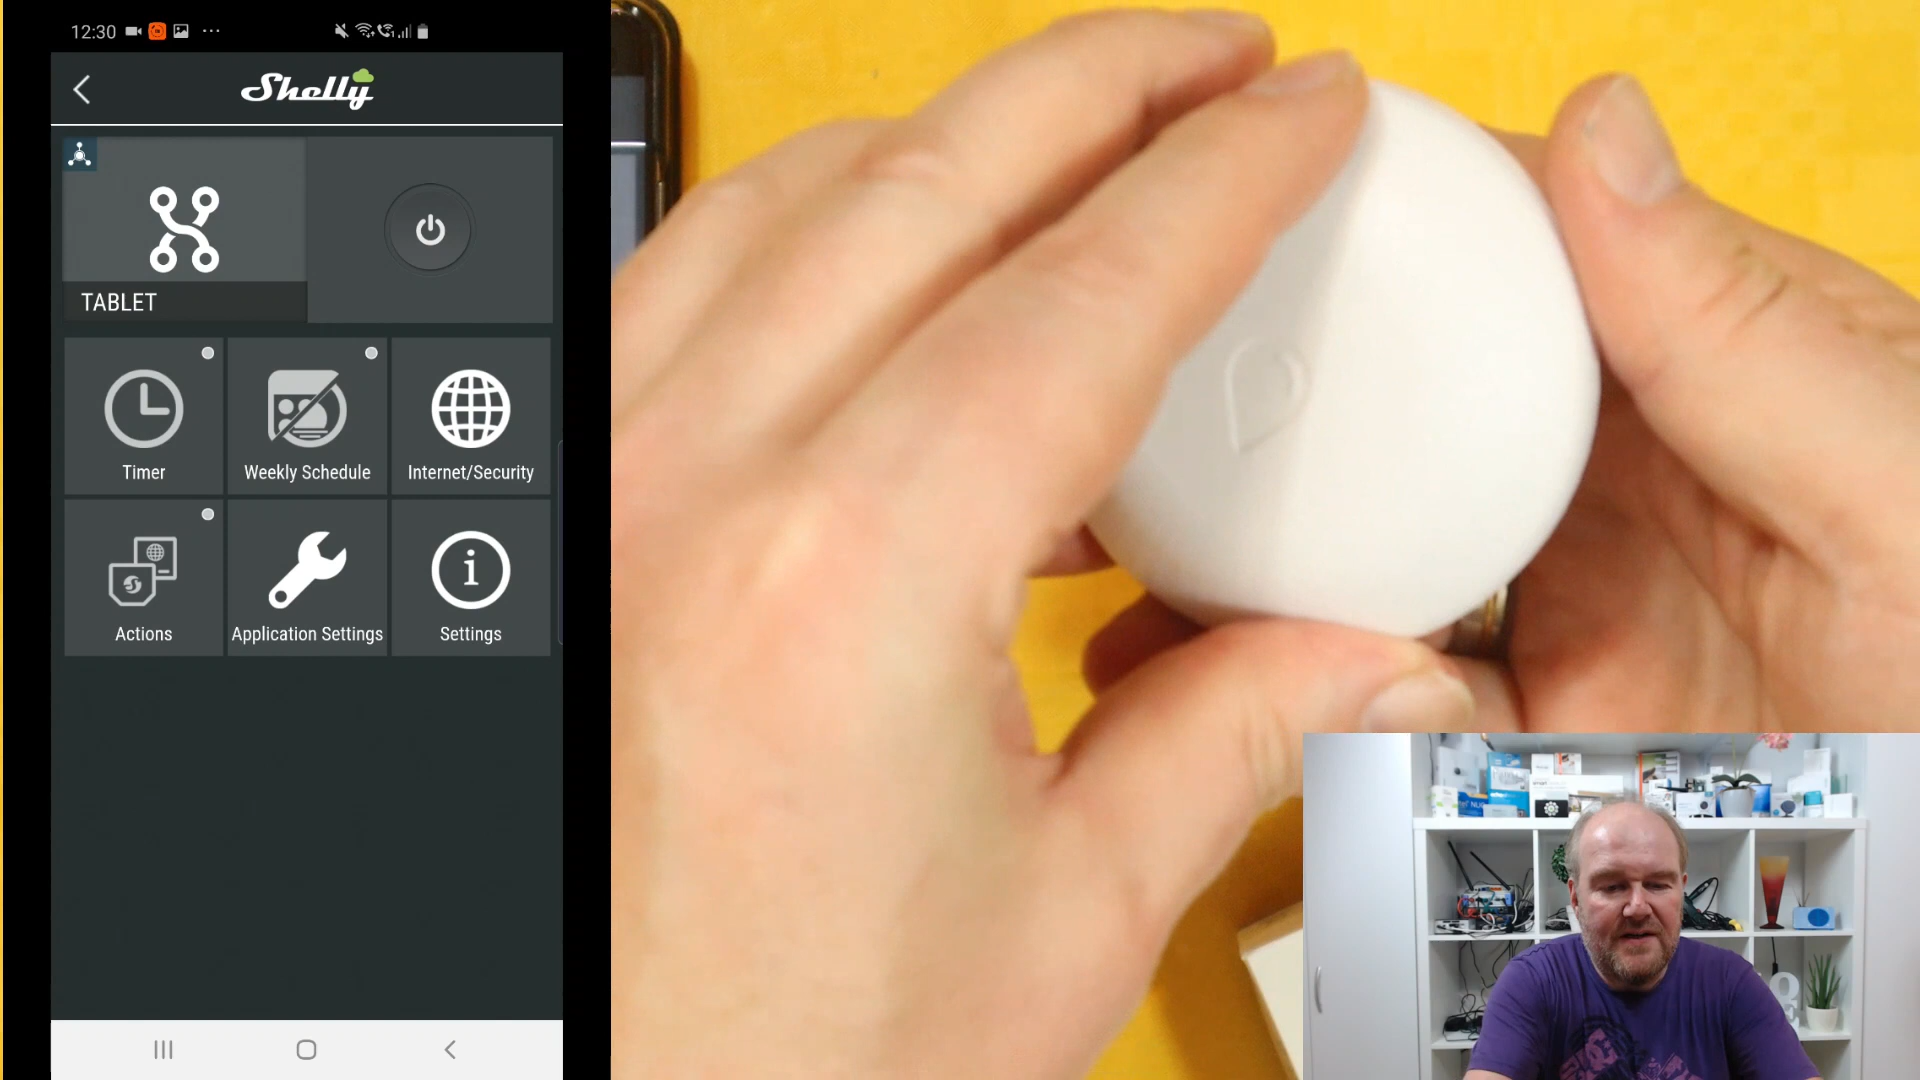 12:30
Shelly
TABLET
Timer
Weekly Schedule
Internet/Security
Actions
Application Settings
Settings